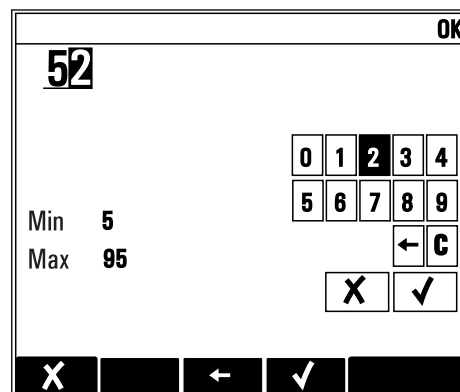 OK
52
0 1 2 3 4
5 6 7 8 9
Min 5
← C
Max 95
✗ ✓
✗ ← ✓